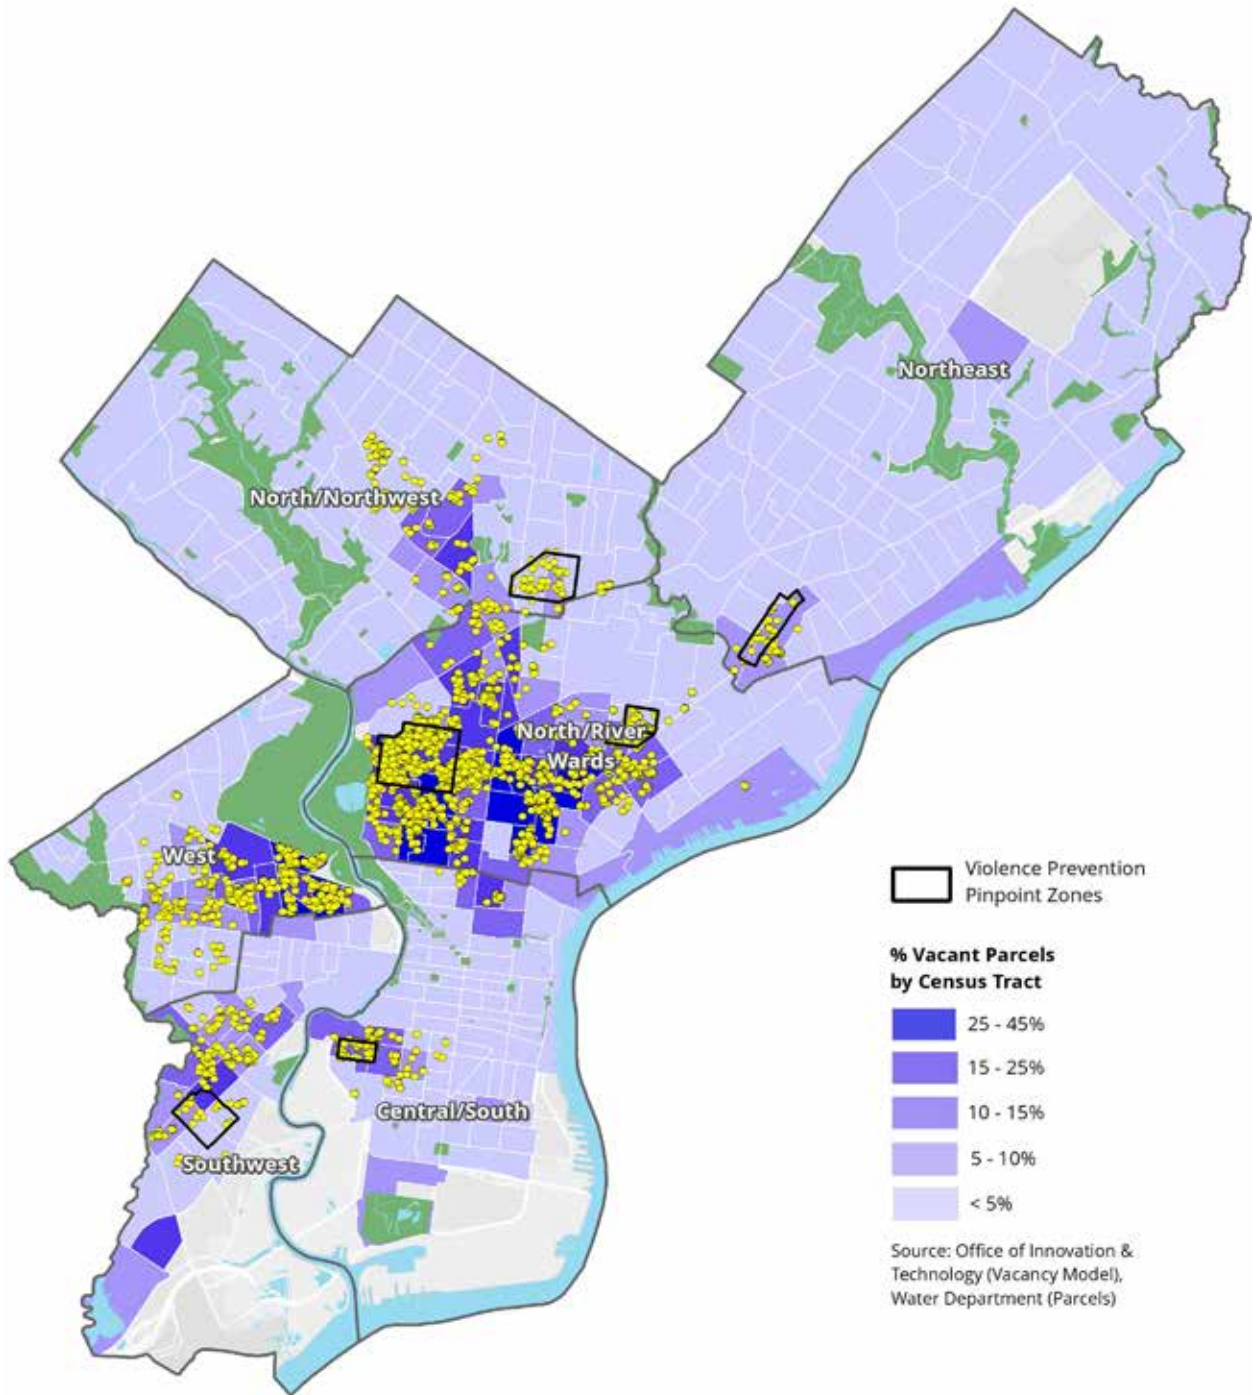 Northeast
North/Northwest
North/River
Wards
West
Central/South
Southwest
Violence Prevention
Pinpoint Zones
% Vacant Parcels
by Census Tract
25 - 45%
15 - 25%
10 - 15%
5 - 10%
< 5%
Source: Office of Innovation &
Technology (Vacancy Model),
Water Department (Parcels)